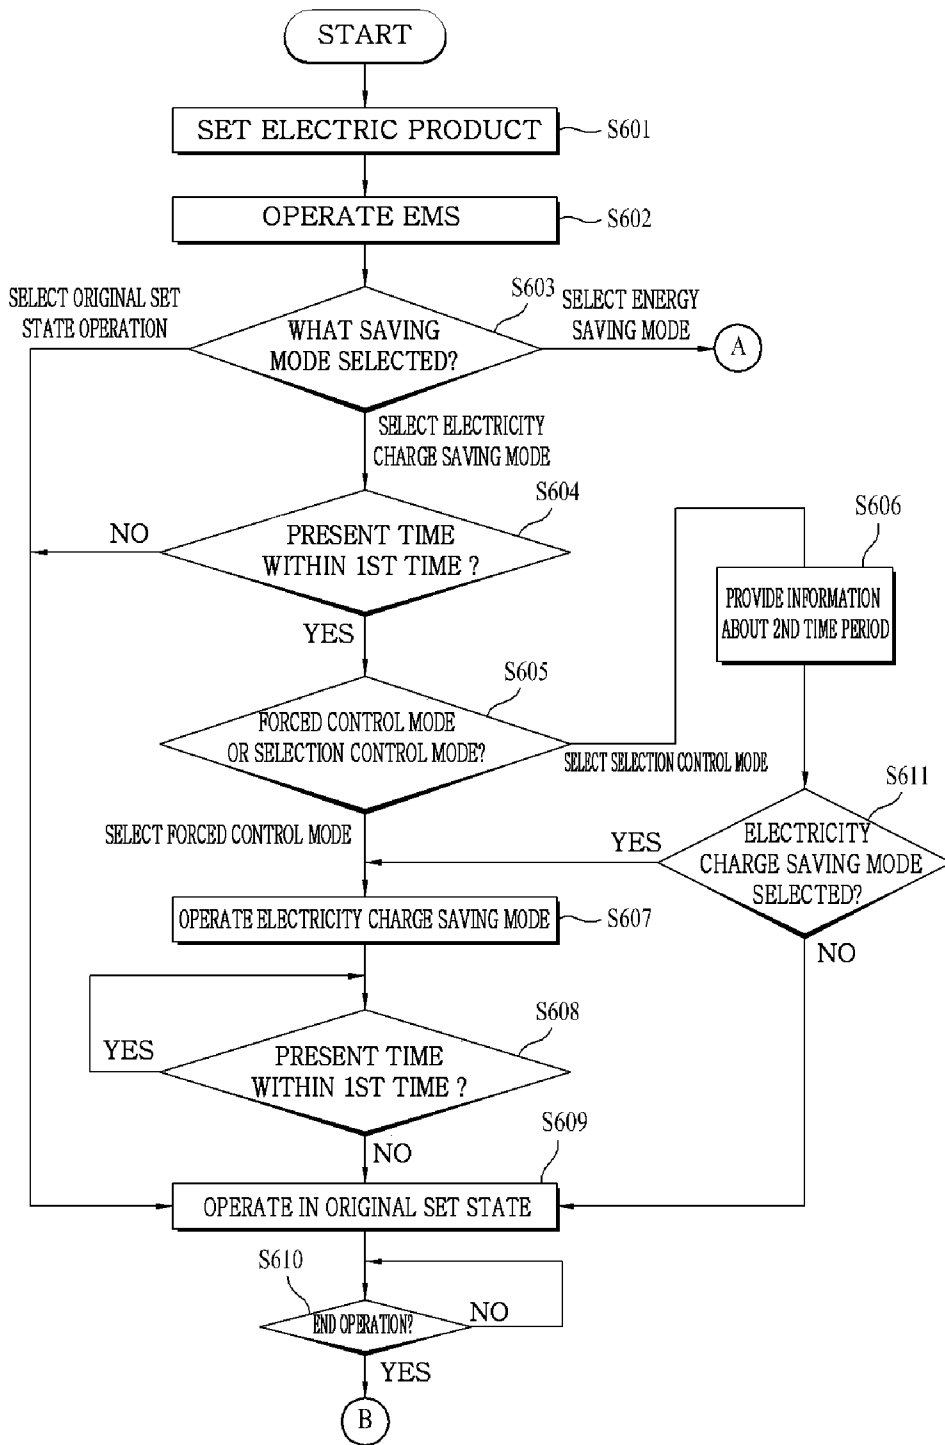 START
SET ELECTRIC PRODUCT
S601
OPERATE EMS
S602
SELECT ORIGINAL SET
STATE OPERATION
S603
SELECT ENERGY
SAVING MODE
WHAT SAVING
MODE SELECTED?
A
SELECT ELECTRICITY
CHARGE SAVING MODE
S604
NO
PRESENT TIME
WITHIN 1ST TIME ?
YES
S606
PROVIDE INFORMATION
ABOUT 2ND TIME PERIOD
S605
FORCED CONTROL MODE
OR SELECTION CONTROL MODE?
SELECT SELECTION CONTROL MODE
SELECT FORCED CONTROL MODE
S611
YES
ELECTRICITY
CHARGE SAVING MODE
SELECTED?
NO
OPERATE ELECTRICITY CHARGE SAVING MODE
S607
S608
YES
PRESENT TIME
WITHIN 1ST TIME ?
NO
S609
OPERATE IN ORIGINAL SET STATE
S610
END OPERATION?
NO
YES
B